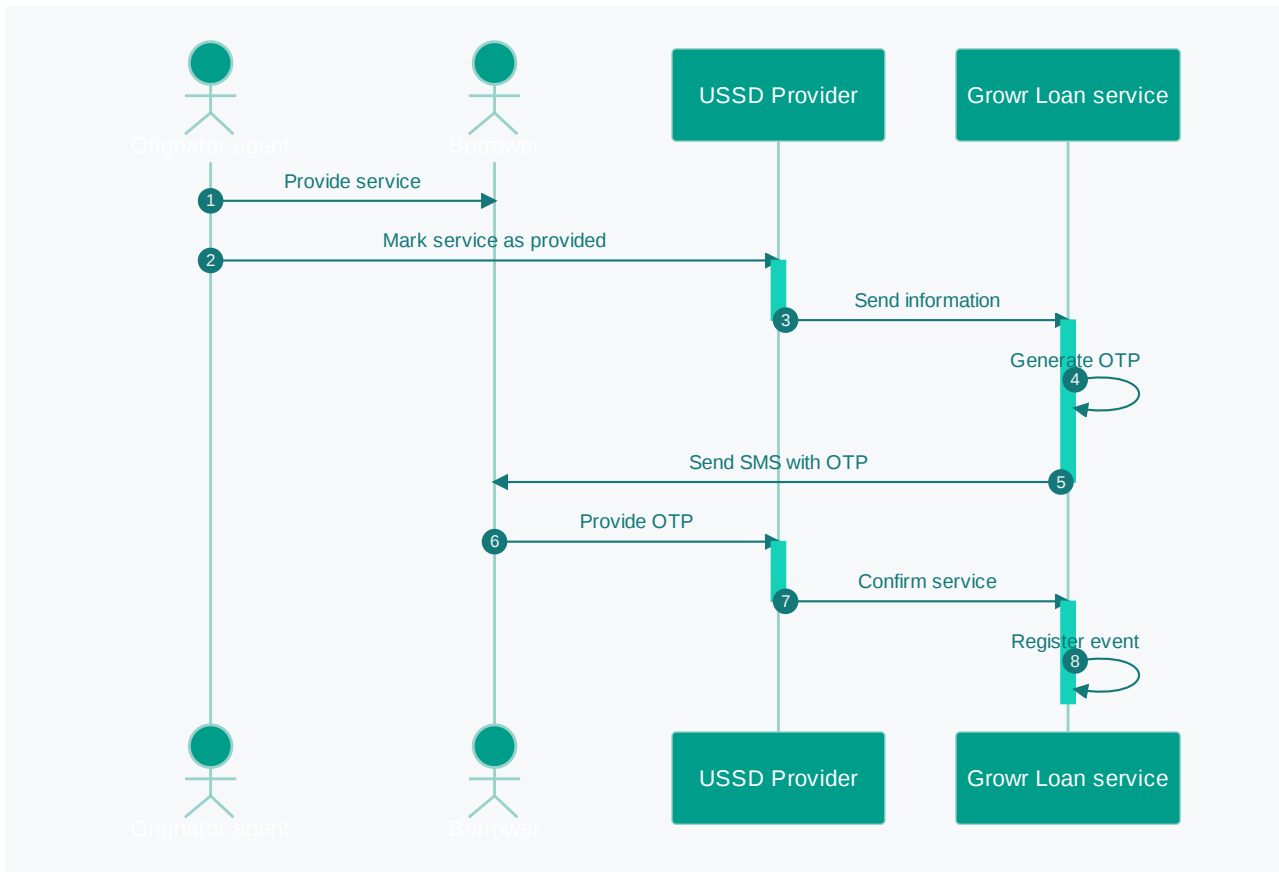 Orignator agent
Borrower
USSD Provider
Growr Loan service
Provide service
1
Mark service as provided
2
Send information
3
Generate OTP
4
Send SMS with OTP
5
Provide OTP
6
Confirm service
7
Register event
8
Orignator agent
Borrower
USSD Provider
Growr Loan service